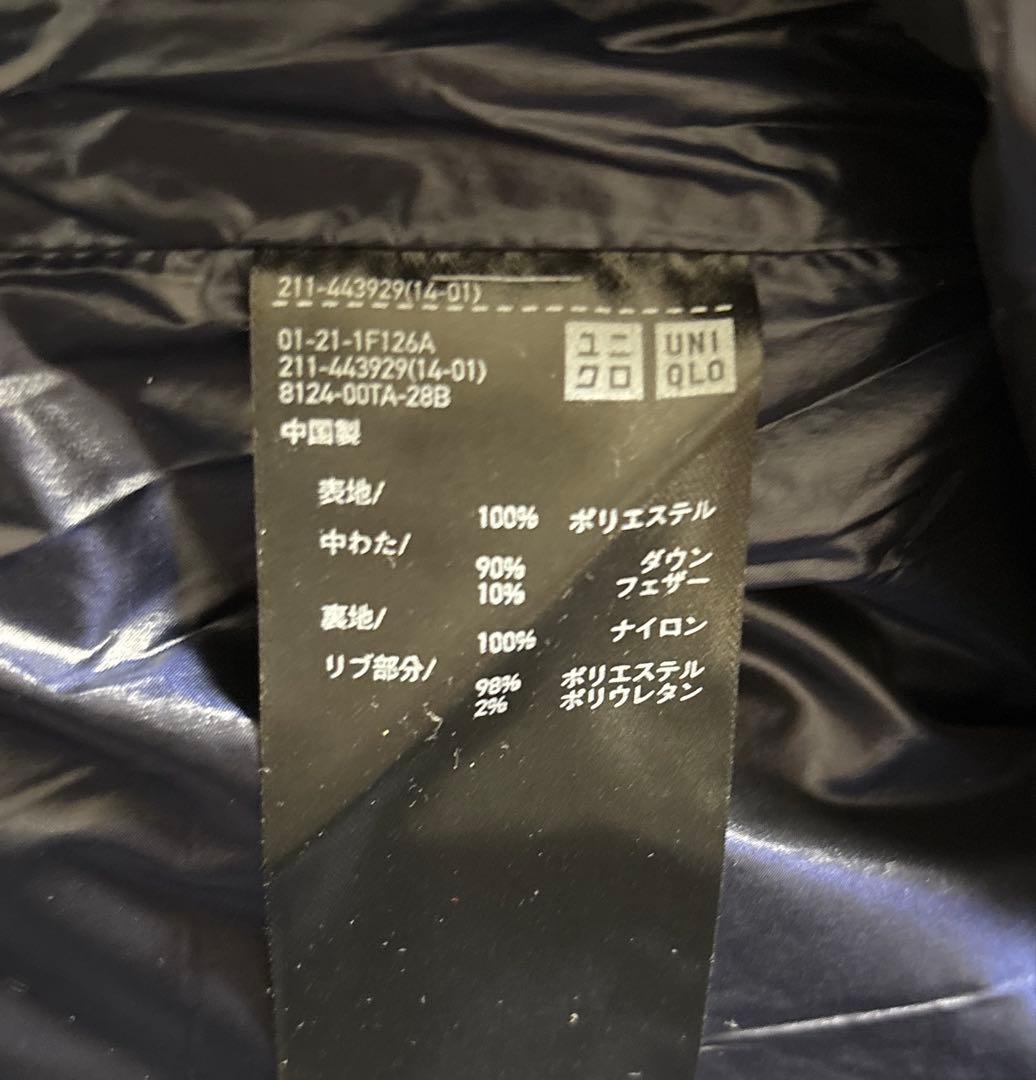 211-443929(14-01)
01-21-1F126A
211-443929(14-01)
8124-00TA-28B
ユニ
クロ
UNI
QLO
中国製
表地/
100% ポリエステル
中わた/
90% ダウン
10% フェザー
裏地/
100% ナイロン
リブ部分/
98% ポリエステル
2% ポリウレタン